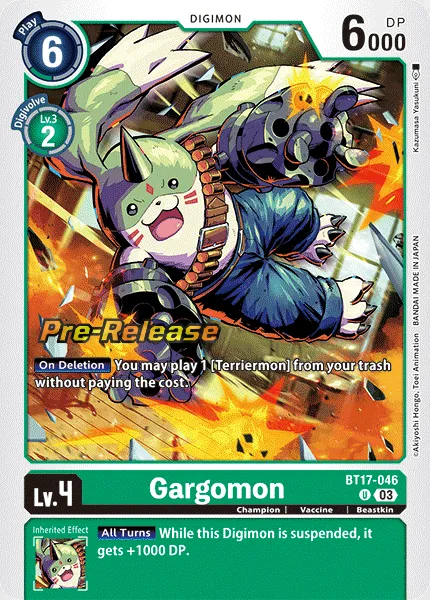 Play
6
DIGIMON
DP
6000
Digivolve
Lv.3
2
Kazumasa Yasukuni
©Akiyoshi Hongo, Toei Animation BANDAI MADE IN JAPAN
Pre-Release
On Deletion You may play 1 [Terriermon] from your trash
without paying the cost.
BT17-046
Lv.4
Gargomon
U 03
Champion | Vaccine | Beastkin
Inherited Effect
All Turns While this Digimon is suspended, it
gets +1000 DP.